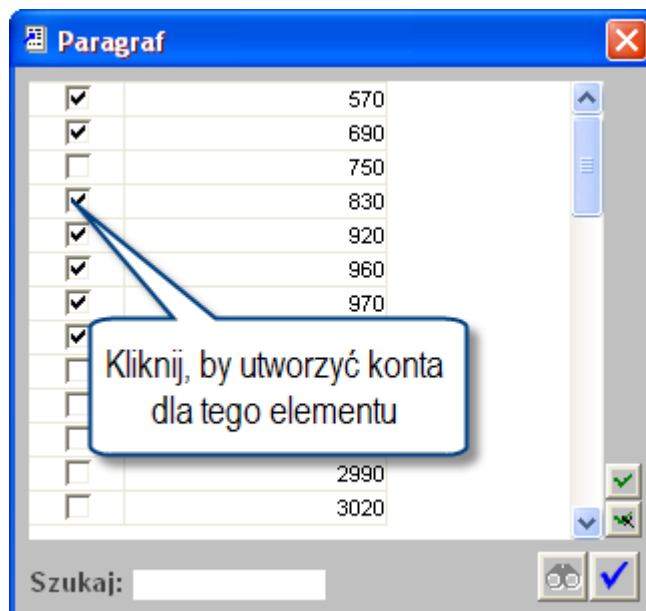 Paragraf
570
690
750
830
920
960
970
Kliknij, by utworzyć konta
dla tego elementu
2990
3020
Szukaj: